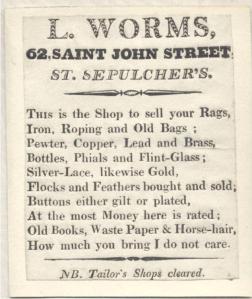 L. WORMS,
62, SAINT JOHN STREET
ST. SEPULCHER'S.
THIS is the Shop to sell your Rags,
Iron, Roping and Old Bags ;
Pewter, Copper, Lead and Brass,
Bottles, Phials and Flint-Glass ;
Silver-Lace, likewise Gold,
Flocks and Feathers bought and sold;
Buttons either gilt or plated,
At the most Money here is rated ;
Old Books, Waste Paper & Horse-hair,
How much you bring I do not care.
NB. Tailor's Shops cleared.